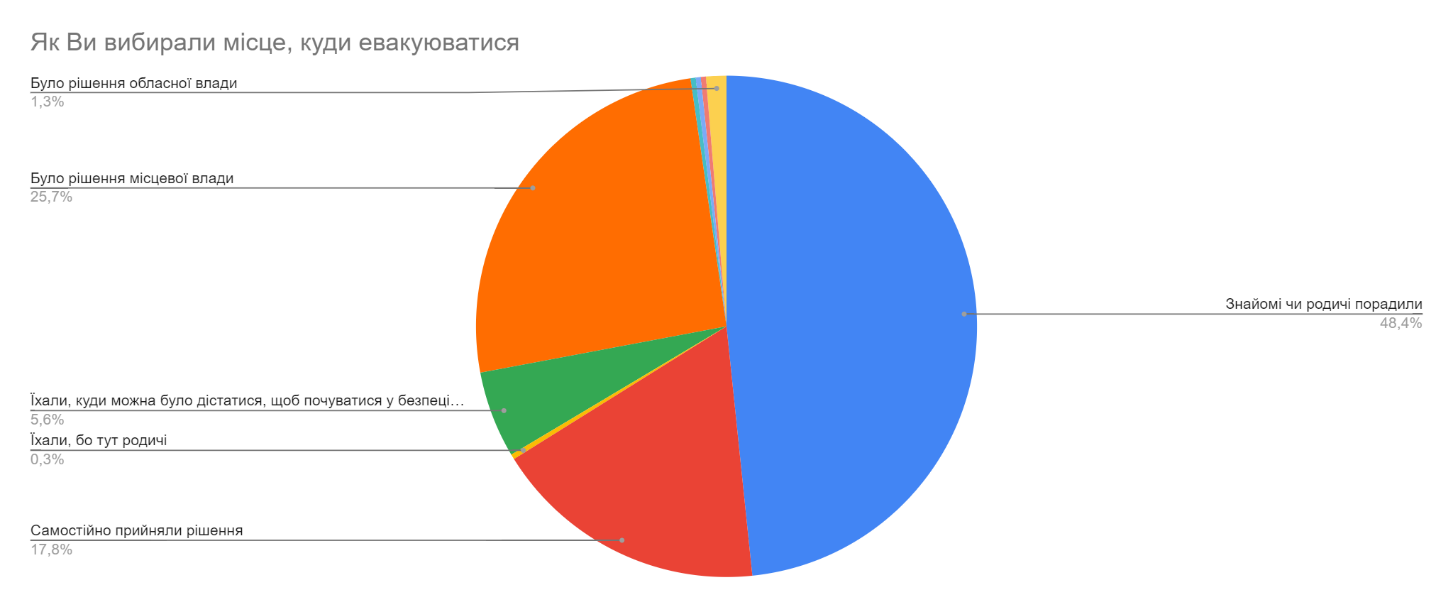 Як Ви вибирали місце, куди евакуюватися
Було рішення обласної влади
1,3%
Було рішення місцевої влади
25,7%
Знайомі чи родичі порадили
48,4%
Їхали, куди можна було дістатися, щоб почуватися у безпеці…
5,6%
Їхали, бо тут родичі
0,3%
Самостійно прийняли рішення
17,8%